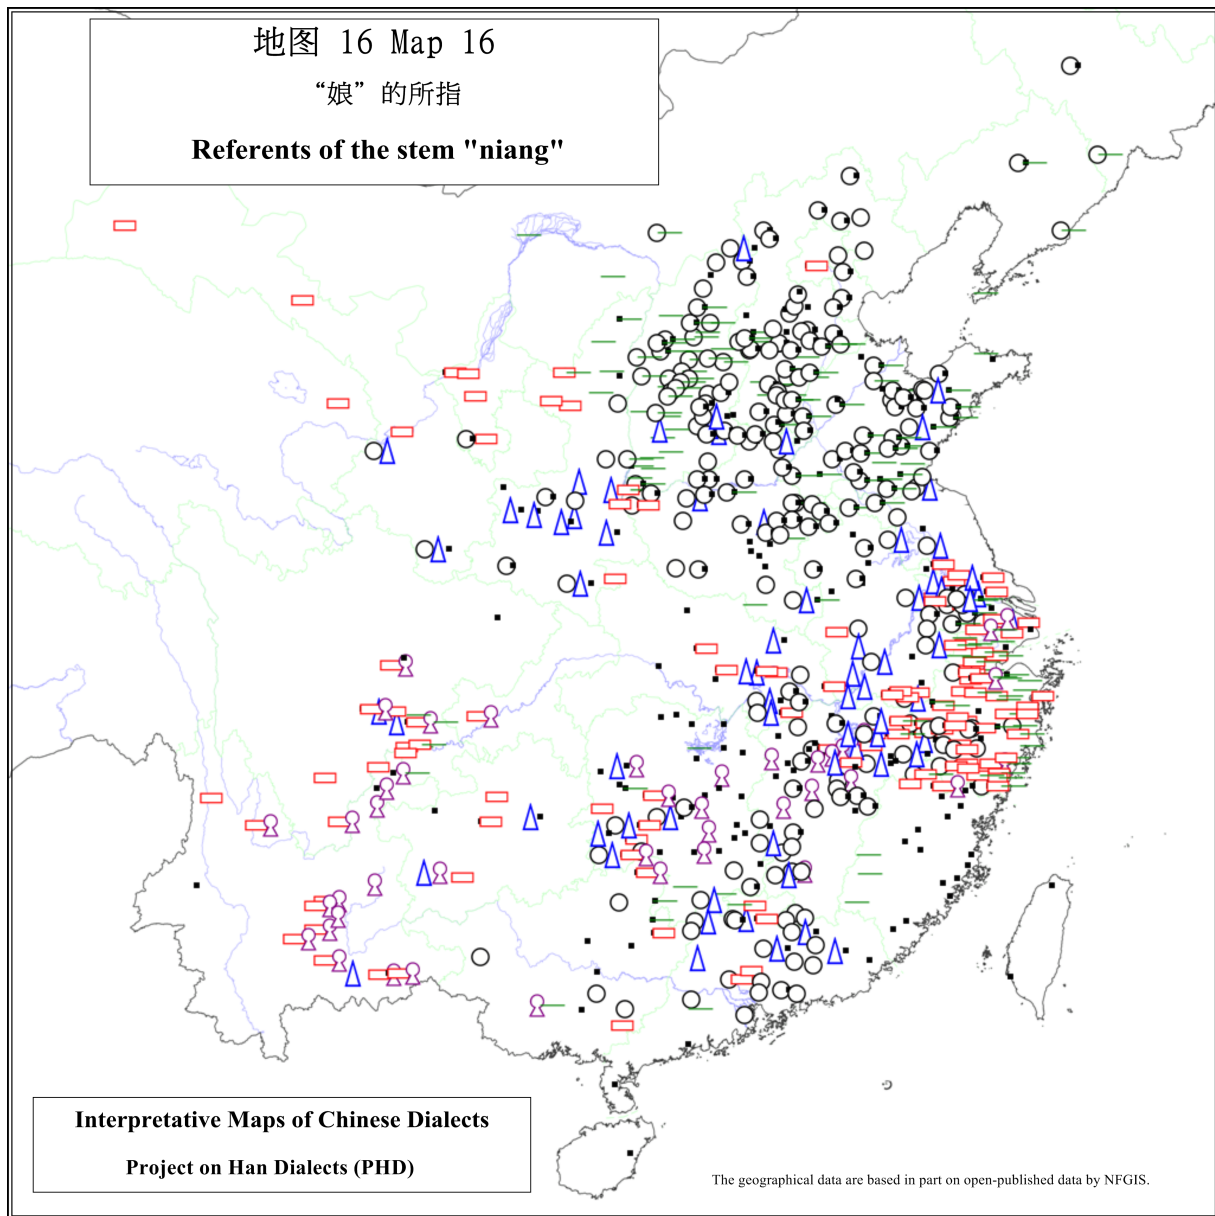 地图 16 Map 16
“娘”的所指
Referents of the stem "niang"
Interpretative Maps of Chinese Dialects
Project on Han Dialects (PHD)
The geographical data are based in part on open-published data by NFGIS.